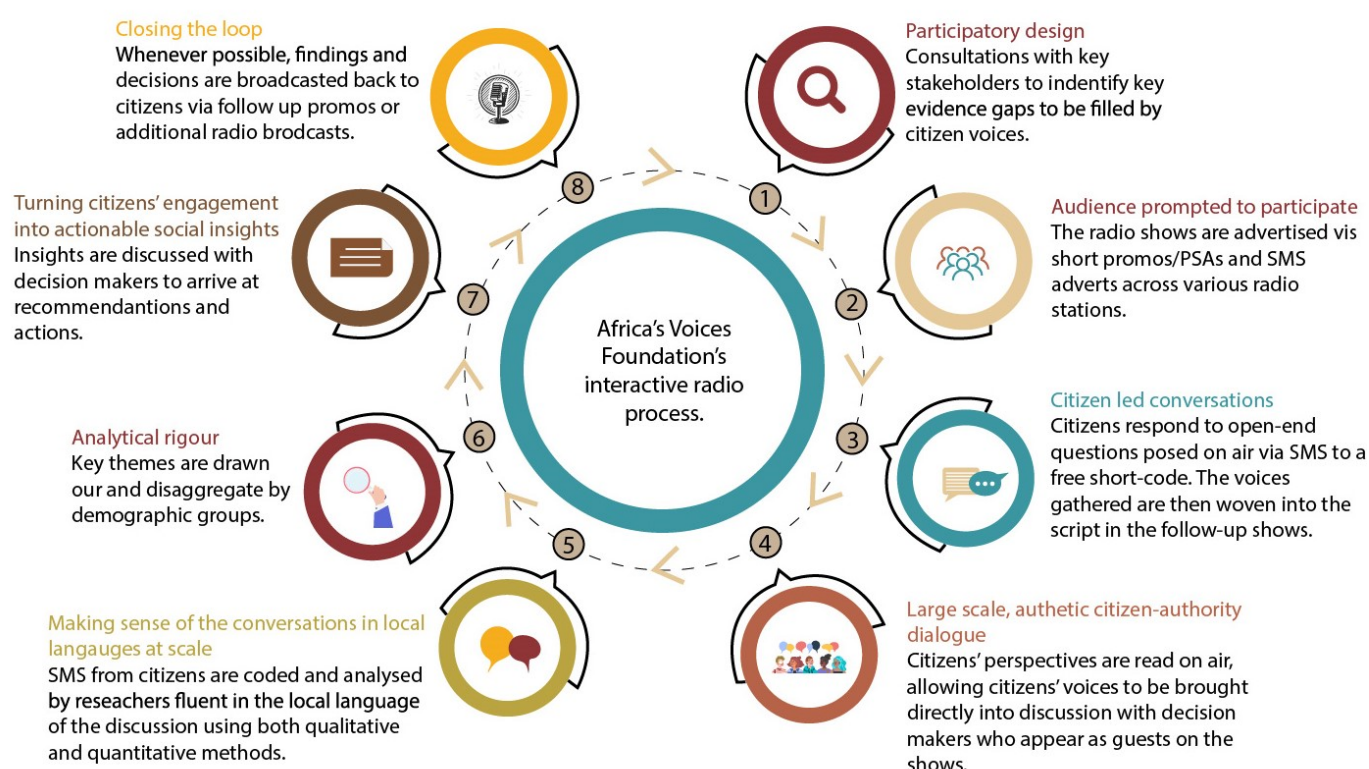 Africa's Voices
Foundation's
interactive radio
process.
1
Participatory design
Consultations with key
stakeholders to indentify key
evidence gaps to be filled by
citizen voices.
2
Audience prompted to participate
The radio shows are advertised vis
short promos/PSAs and SMS
adverts across various radio
stations.
3
Citizen led conversations
Citizens respond to open-end
questions posed on air via SMS to a
free short-code. The voices
gathered are then woven into the
script in the follow-up shows.
4
Large scale, authetic citizen-authority
dialogue
Citizens' perspectives are read on air,
allowing citizens' voices to be brought
directly into discussion with decision
makers who appear as guests on the
shows.
5
Making sense of the conversations in local
langauges at scale
SMS from citizens are coded and analysed
by reseachers fluent in the local language
of the discussion using both qualitative
and quantitative methods.
6
Analytical rigour
Key themes are drawn
our and disaggregate by
demographic groups.
7
Turning citizens' engagement
into actionable social insights
Insights are discussed with
decision makers to arrive at
recommendantions and
actions.
8
Closing the loop
Whenever possible, findings and
decisions are broadcasted back to
citizens via follow up promos or
additional radio brodcasts.